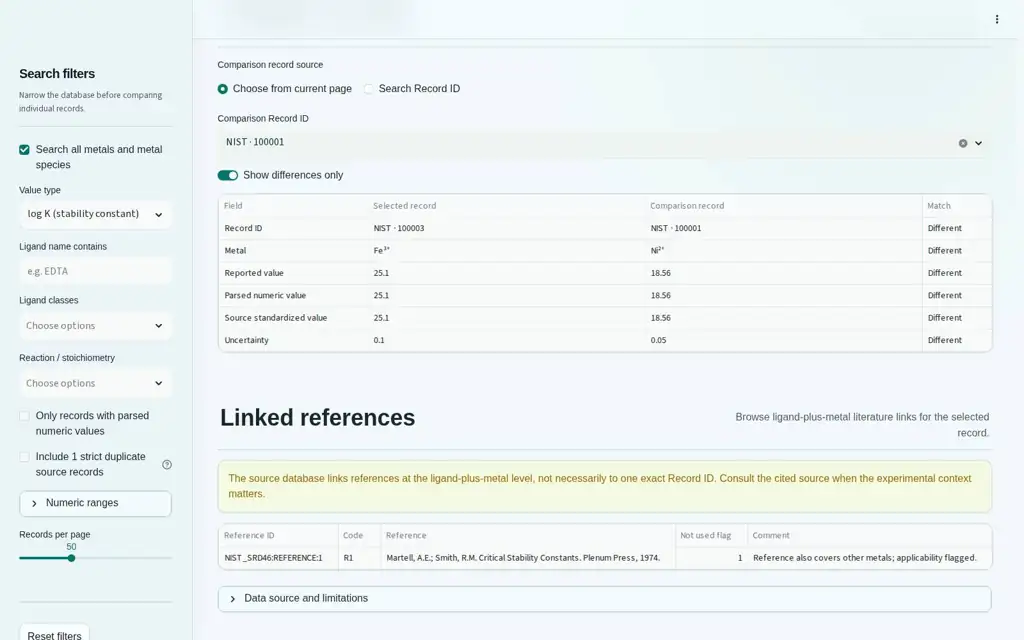 Search filters
Narrow the database before comparing
individual records.
Search all metals and metal
species
Value type
log K (stability constant)
Ligand name contains
e.g. EDTA
Ligand classes
Choose options
Reaction / stoichiometry
Choose options
Only records with parsed
numeric values
Include 1 strict duplicate
source records
Numeric ranges
Records per page
50
Reset filters
Comparison record source
Choose from current page Search Record ID
Comparison Record ID
NIST · 100001
Show differences only
Field Selected record Comparison record Match
Record ID NIST · 100003 NIST · 100001 Different
Metal Fe³⁺ Ni²⁺ Different
Reported value 25.1 18.56 Different
Parsed numeric value 25.1 18.56 Different
Source standardized value 25.1 18.56 Different
Uncertainty 0.1 0.05 Different
Linked references
Browse ligand-plus-metal literature links for the selected
record.
The source database links references at the ligand-plus-metal level, not necessarily to one exact Record ID. Consult the cited source when the experimental context
matters.
Reference ID Code Reference Not used flag Comment
NIST_SRD46:REFERENCE:1 R1 Martell, A.E.; Smith, R.M. Critical Stability Constants. Plenum Press, 1974. 1 Reference also covers other metals; applicability flagged.
Data source and limitations